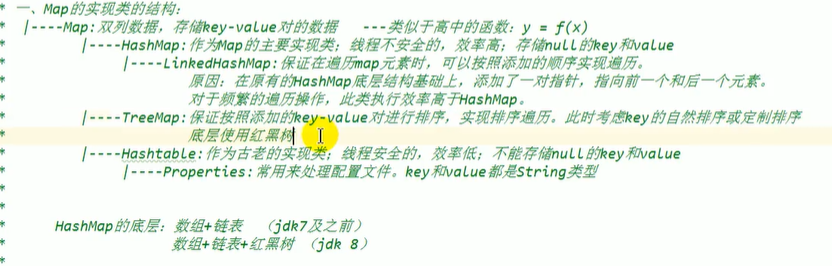 * 一、Map的实现类的结构:
* |----Map:双列数据，存储key-value对的数据 ---类似于高中的函数: y = f(x)
* |----HashMap:作为Map的主要实现类; 线程不安全的，效率高; 存储null的key和value
* |----LinkedHashMap:保证在遍历map元素时，可以按照添加的顺序实现遍历。
* 原因: 在原有的HashMap底层结构基础上，添加了一对指针，指向前一个和后一个元素。
* 对于频繁的遍历操作，此类执行效率高于HashMap。
* |----TreeMap:保证按照添加的key-value对进行排序，实现排序遍历。此时考虑key的自然排序或定制排序
* 底层使用红黑树
* |----Hashtable:作为古老的实现类; 线程安全的，效率低; 不能存储null的key和value
* |----Properties:常用来处理配置文件。key和value都是String类型
*
*
* HashMap的底层: 数组+链表 （jdk7及之前）
* 数组+链表+红黑树 （jdk 8）
*